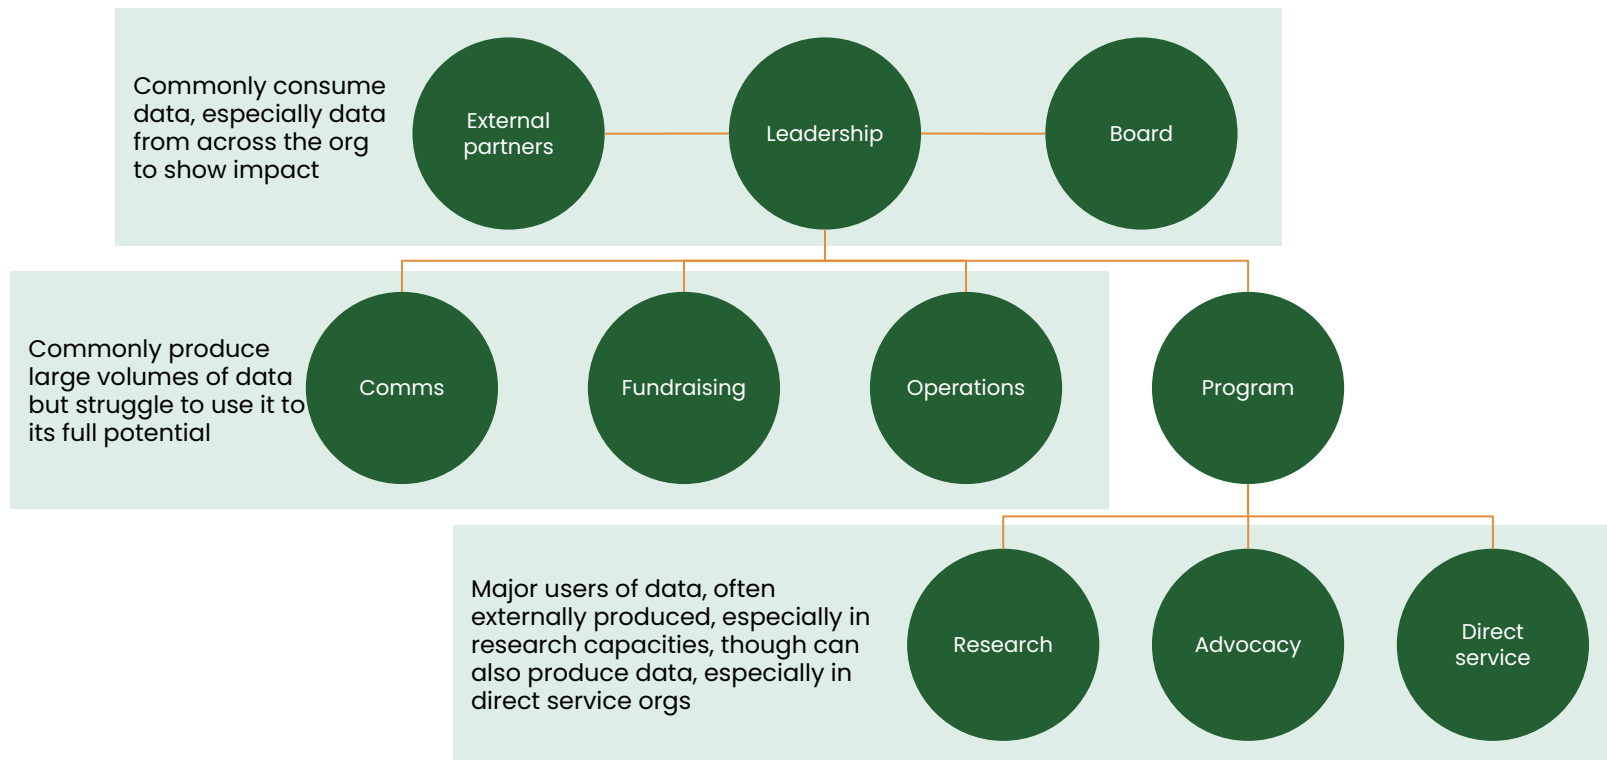 Commonly consume
data, especially data
from across the org
to show impact
External
partners
Leadership
Board
Commonly produce
large volumes of data
but struggle to use it to
its full potential
Comms
Fundraising
Operations
Program
Major users of data, often
externally produced, especially in
research capacities, though can
also produce data, especially in
direct service orgs
Research
Advocacy
Direct
service